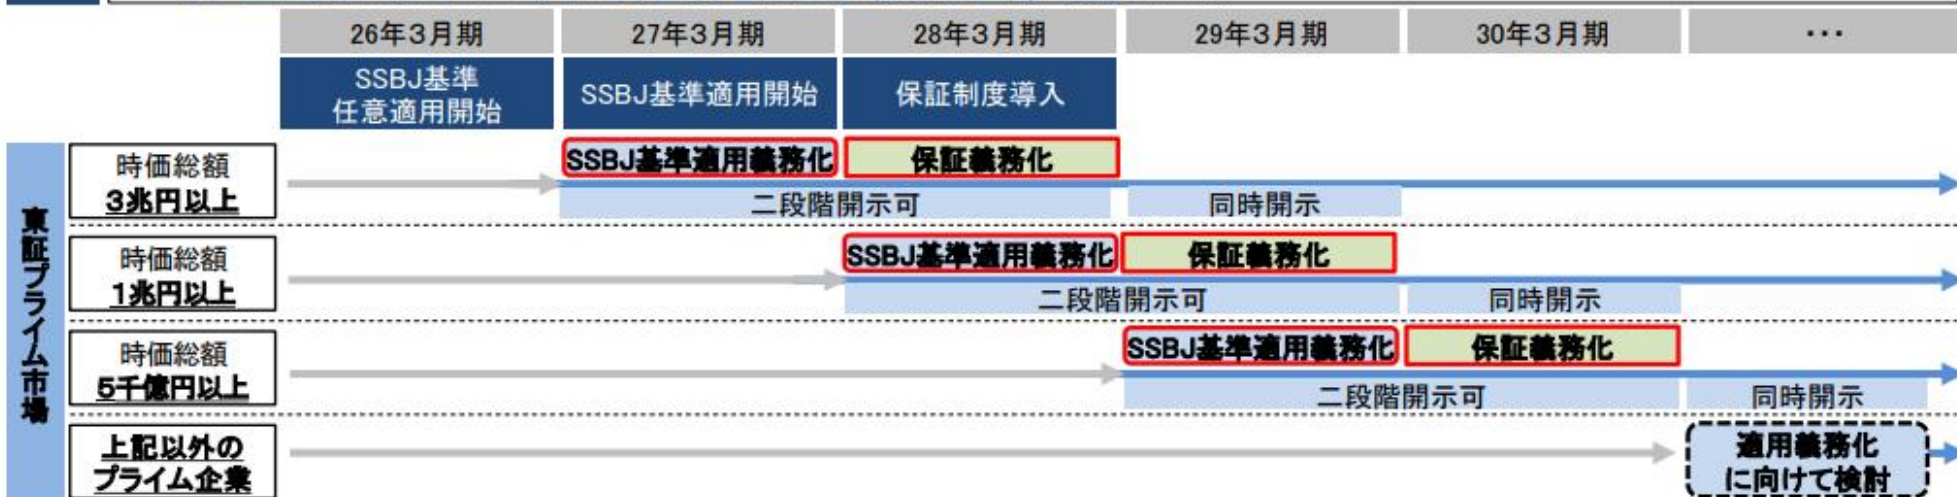 26年3月期
27年3月期
28年3月期
29年3月期
30年3月期
・・・
SSBJ基準
任意適用開始
SSBJ基準適用開始
保証制度導入
東証プライム市場
時価総額
3兆円以上
SSBJ基準適用義務化
保証義務化
二段階開示可
同時開示
時価総額
1兆円以上
SSBJ基準適用義務化
保証義務化
二段階開示可
同時開示
時価総額
5千億円以上
SSBJ基準適用義務化
保証義務化
二段階開示可
同時開示
上記以外の
プライム企業
適用義務化
に向けて検討